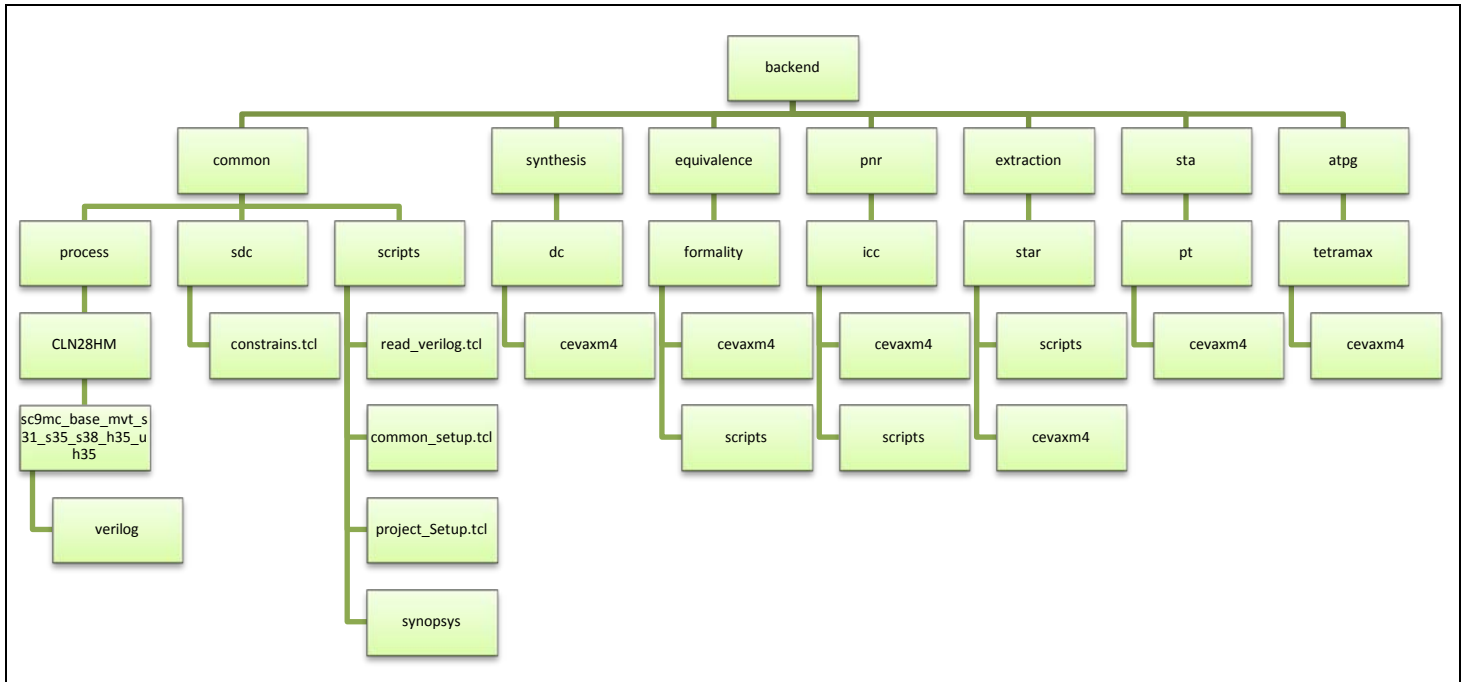 backend
common
synthesis
equivalence
pnr
extraction
sta
atpg
process
sdc
scripts
dc
formality
icc
star
pt
tetramax
CLN28HM
constrains.tcl
read_verilog.tcl
cevaxm4
cevaxm4
cevaxm4
scripts
cevaxm4
cevaxm4
sc9mc_base_mvt_s
31_s35_s38_h35_u
h35
common_setup.tcl
scripts
scripts
cevaxm4
verilog
project_Setup.tcl
synopsys